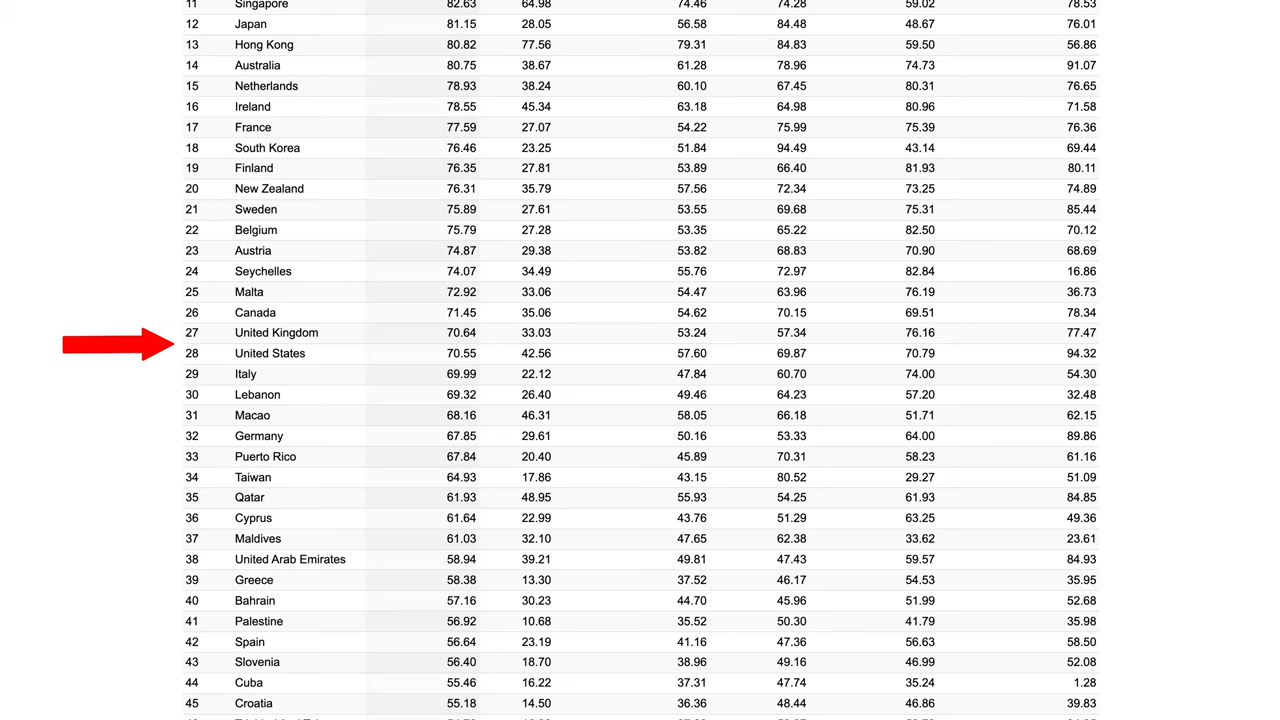 11 Singapore 82.63 64.98 74.46 74.28 59.02 78.53
12 Japan 81.15 28.05 56.58 84.48 48.67 76.01
13 Hong Kong 80.82 77.56 79.31 84.83 59.50 56.86
14 Australia 80.75 38.67 61.28 78.96 74.73 91.07
15 Netherlands 78.93 38.24 60.10 67.45 80.31 76.65
16 Ireland 78.55 45.34 63.18 64.98 80.96 71.58
17 France 77.59 27.07 54.22 75.99 75.39 76.36
18 South Korea 76.46 23.25 51.84 94.49 43.14 69.44
19 Finland 76.35 27.81 53.89 66.40 81.93 80.11
20 New Zealand 76.31 35.79 57.56 72.34 73.25 74.89
21 Sweden 75.89 27.61 53.55 69.68 75.31 85.44
22 Belgium 75.79 27.28 53.35 65.22 82.50 70.12
23 Austria 74.87 29.38 53.82 68.83 70.90 68.69
24 Seychelles 74.07 34.49 55.76 72.97 82.84 16.86
25 Malta 72.92 33.06 54.47 63.96 76.19 36.73
26 Canada 71.45 35.06 54.62 70.15 69.51 78.34
27 United Kingdom 70.64 33.03 53.24 57.34 76.16 77.47
28 United States 70.55 42.56 57.60 69.87 70.79 94.32
29 Italy 69.99 22.12 47.84 60.70 74.00 54.30
30 Lebanon 69.32 26.40 49.46 64.23 57.20 32.48
31 Macao 68.16 46.31 58.05 66.18 51.71 62.15
32 Germany 67.85 29.61 50.16 53.33 64.00 89.86
33 Puerto Rico 67.84 20.40 45.89 70.31 58.23 61.16
34 Taiwan 64.93 17.86 43.15 80.52 29.27 51.09
35 Qatar 61.93 48.95 55.93 54.25 61.93 84.85
36 Cyprus 61.64 22.99 43.76 51.29 63.25 49.36
37 Maldives 61.03 32.10 47.65 62.38 33.62 23.61
38 United Arab Emirates 58.94 39.21 49.81 47.43 59.57 84.93
39 Greece 58.38 13.30 37.52 46.17 54.53 35.95
40 Bahrain 57.16 30.23 44.70 45.96 51.99 52.68
41 Palestine 56.92 10.68 35.52 50.30 41.79 35.98
42 Spain 56.64 23.19 41.16 47.36 56.63 58.50
43 Slovenia 56.40 18.70 38.96 49.16 46.99 52.08
44 Cuba 55.46 16.22 37.31 47.74 35.24 1.28
45 Croatia 55.18 14.50 36.36 48.44 46.86 39.83